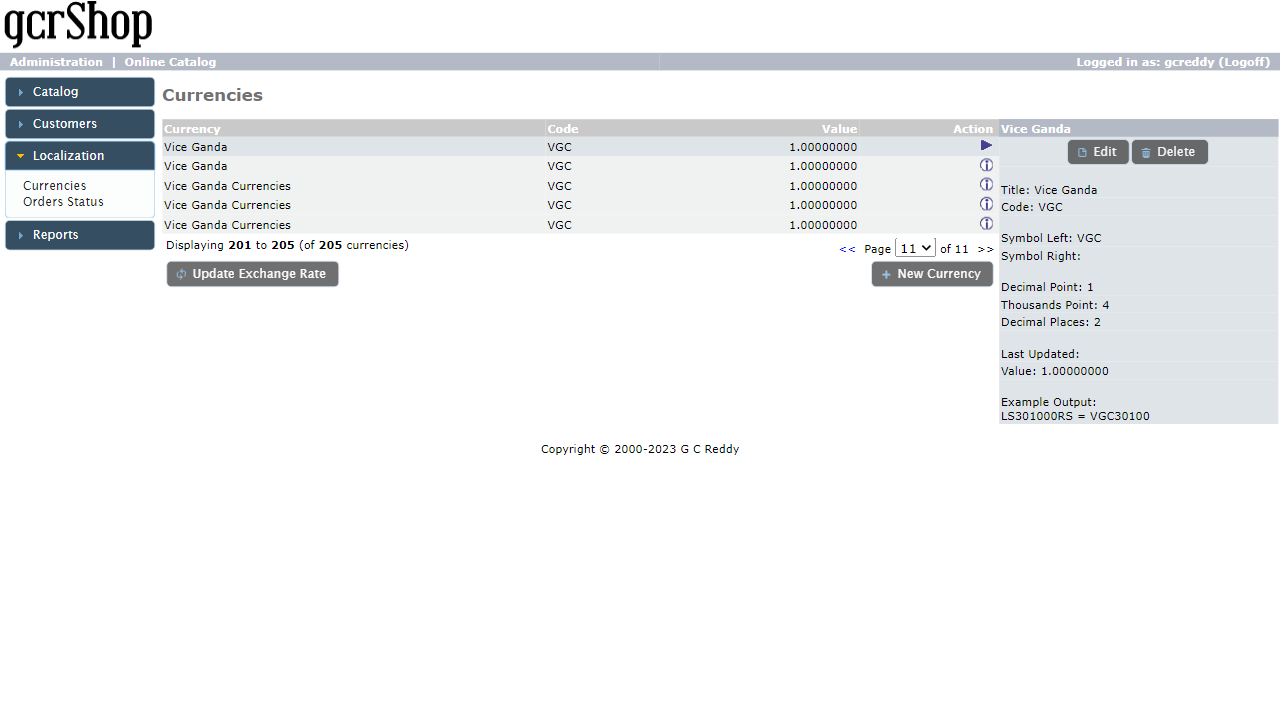 gcrShop
Administration | Online Catalog Logged in as: gcreddy (Logoff)
Catalog
Customers
Localization
Currencies
Orders Status
Reports
Currencies
Currency Code Value Action
Vice Ganda VGC 1.00000000
Vice Ganda VGC 1.00000000
Vice Ganda Currencies VGC 1.00000000
Vice Ganda Currencies VGC 1.00000000
Vice Ganda Currencies VGC 1.00000000
Displaying 201 to 205 (of 205 currencies) << Page 11 of 11 >>
Update Exchange Rate New Currency
Vice Ganda
Edit Delete
Title: Vice Ganda
Code: VGC
Symbol Left: VGC
Symbol Right:
Decimal Point: 1
Thousands Point: 4
Decimal Places: 2
Last Updated:
Value: 1.00000000
Example Output:
LS301000RS = VGC30100
Copyright © 2000-2023 G C Reddy